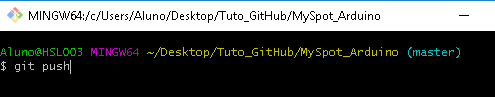 MINGW64:/c/Users/Aluno/Desktop/Tuto_GitHub/MySpot_Arduino
Aluno@HSL003 MINGW64 ~/Desktop/Tuto_GitHub/MySpot_Arduino (master)
$ git push